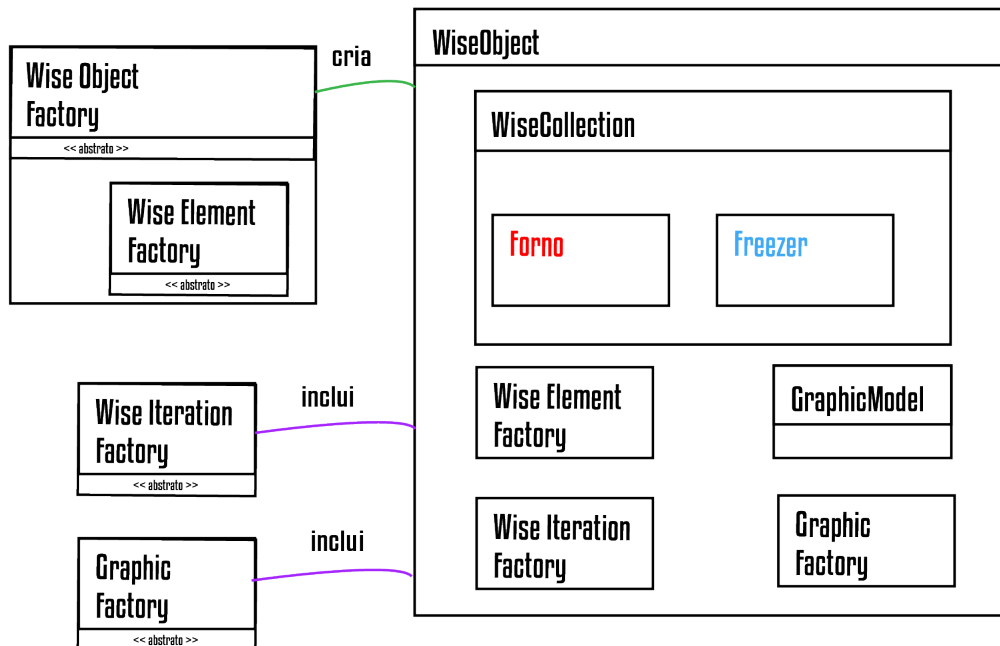 WiseObject
cria
Wise Object
Factory
<< abstrato >>
WiseCollection
Wise Element
Factory
<< abstrato >>
Forno
Freezer
inclui
Wise Iteration
Factory
<< abstrato >>
Wise Element
Factory
GraphicModel
inclui
Graphic
Factory
<< abstrato >>
Wise Iteration
Factory
Graphic
Factory